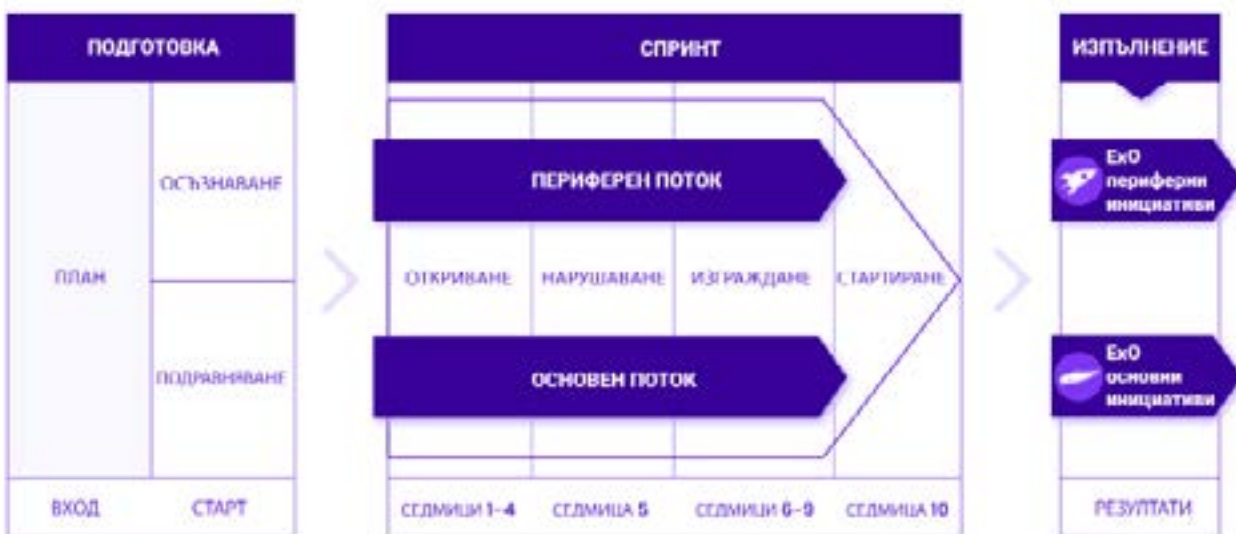 ПОДГОТОВКА
СПРИНТ
ИЗПЪЛНЕНИЕ
ОСЪЗНАВАНЕ
ПЕРИФЕРЕН ПОТОК
ExO
периферни
инициативи
ПЛАН
ОТКРИВАНЕ
НАРУШАВАНЕ
ИЗГРАЖДАНЕ
СТАРТИРАНЕ
ПОДРАВНЯВАНЕ
ОСНОВЕН ПОТОК
ExO
основни
инициативи
ВХОД
СТАРТ
СЕДМИЦИ 1–4
СЕДМИЦА 5
СЕДМИЦИ 6–9
СЕДМИЦА 10
РЕЗУЛТАТИ